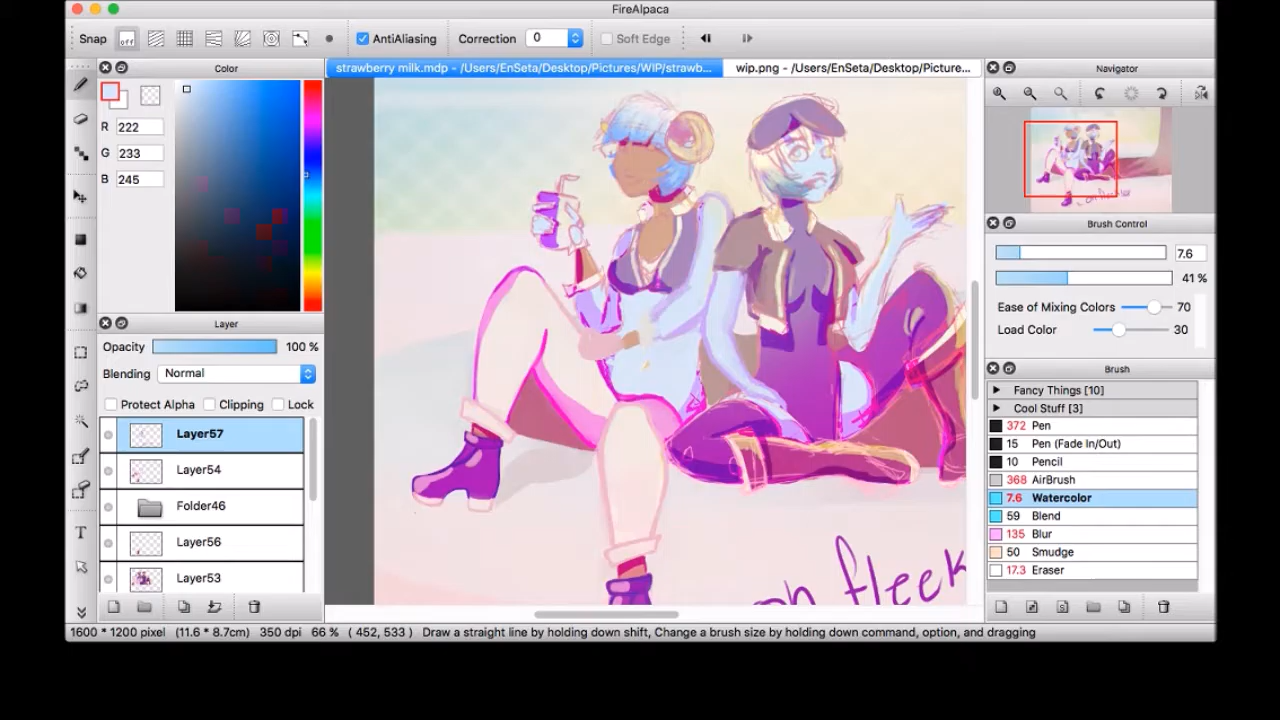 FireAlpaca
Snap off AntiAliasing Correction 0 Soft Edge
Color
R 222
G 233
B 245
Layer
Opacity 100 %
Blending Normal
Protect Alpha Clipping Lock
Layer57
Layer54
Folder46
Layer56
Layer53
strawberry milk.mdp - /Users/EnSeta/Desktop/Pictures/WIP/strawb...
wip.png - /Users/EnSeta/Desktop/Picture...
on fleek
Navigator
Brush Control
7.6
41 %
Ease of Mixing Colors 70
Load Color 30
Brush
Fancy Things [10]
Cool Stuff [3]
372 Pen
15 Pen (Fade In/Out)
10 Pencil
368 AirBrush
7.6 Watercolor
59 Blend
135 Blur
50 Smudge
17.3 Eraser
T
1600 * 1200 pixel (11.6 * 8.7cm) 350 dpi 66 % ( 452, 533 ) Draw a straight line by holding down shift, Change a brush size by holding down command, option, and dragging